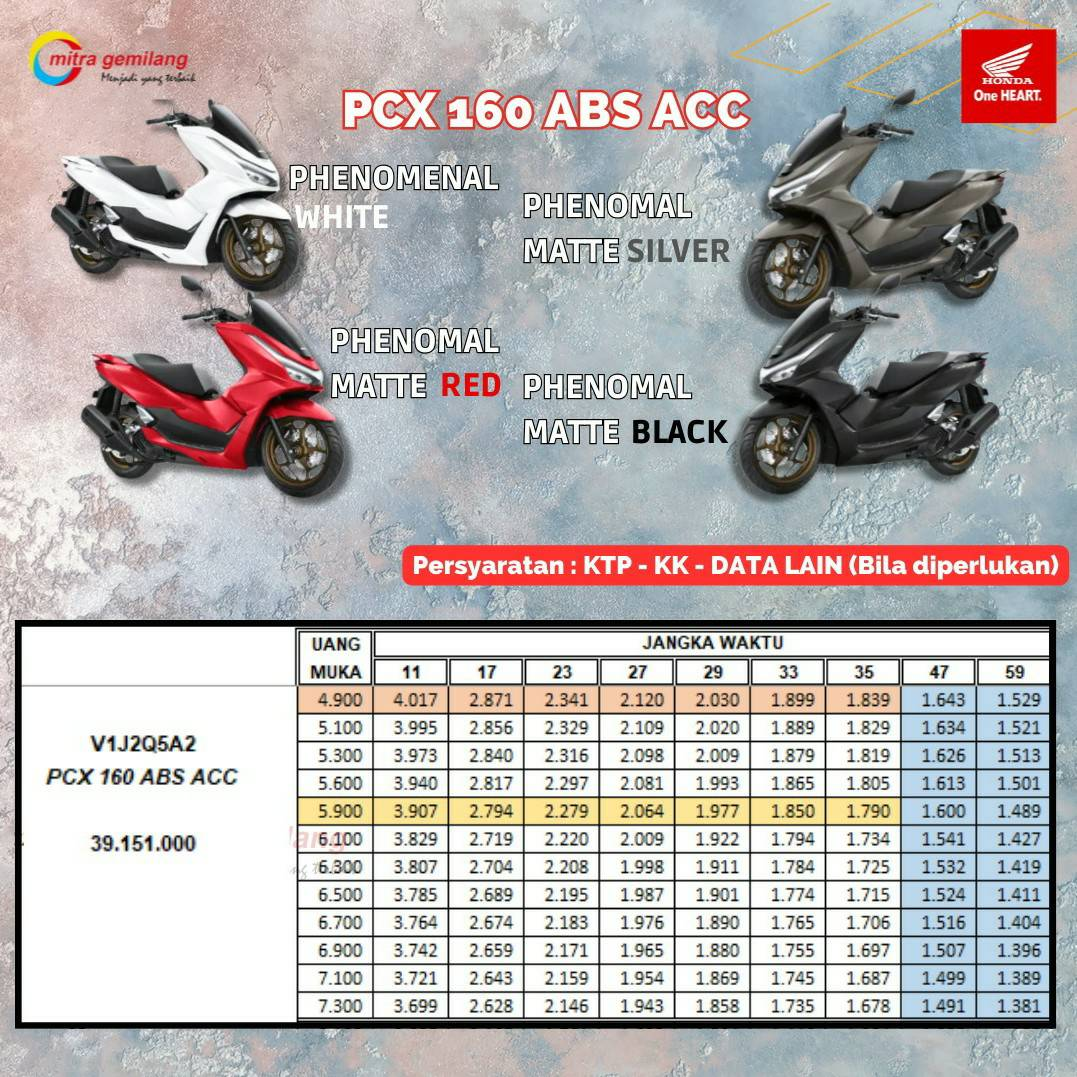 mitra gemilang
Menjadi yang terbaik
HONDA
One HEART.
PCX 160 ABS ACC
PHENOMENAL
WHITE
PHENOMAL
MATTE SILVER
PHENOMAL
MATTE RED
PHENOMAL
MATTE BLACK
Persyaratan : KTP - KK - DATA LAIN (Bila diperlukan)
UANG MUKA JANGKA WAKTU
11 17 23 27 29 33 35 47 59
4.900 4.017 2.871 2.341 2.120 2.030 1.899 1.839 1.643 1.529
5.100 3.995 2.856 2.329 2.109 2.020 1.889 1.829 1.634 1.521
5.300 3.973 2.840 2.316 2.098 2.009 1.879 1.819 1.626 1.513
5.600 3.940 2.817 2.297 2.081 1.993 1.865 1.805 1.613 1.501
5.900 3.907 2.794 2.279 2.064 1.977 1.850 1.790 1.600 1.489
6.100 3.829 2.719 2.220 2.009 1.922 1.794 1.734 1.541 1.427
6.300 3.807 2.704 2.208 1.998 1.911 1.784 1.725 1.532 1.419
6.500 3.785 2.689 2.195 1.987 1.901 1.774 1.715 1.524 1.411
6.700 3.764 2.674 2.183 1.976 1.890 1.765 1.706 1.516 1.404
6.900 3.742 2.659 2.171 1.965 1.880 1.755 1.697 1.507 1.396
7.100 3.721 2.643 2.159 1.954 1.869 1.745 1.687 1.499 1.389
7.300 3.699 2.628 2.146 1.943 1.858 1.735 1.678 1.491 1.381
V1J2Q5A2
PCX 160 ABS ACC
39.151.000